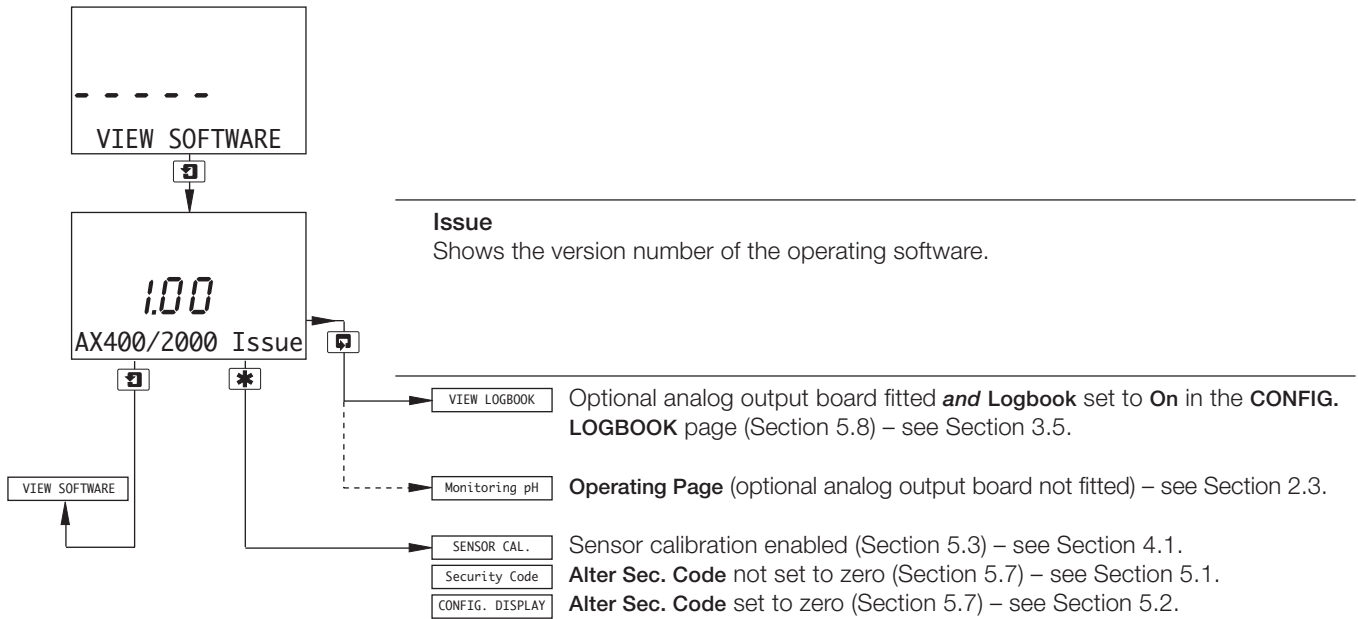 - - - - -
VIEW SOFTWARE
1.00
AX400/2000 Issue
Issue
Shows the version number of the operating software.
VIEW LOGBOOK Optional analog output board fitted and Logbook set to On in the CONFIG.
LOGBOOK page (Section 5.8) – see Section 3.5.
VIEW SOFTWARE
Monitoring pH Operating Page (optional analog output board not fitted) – see Section 2.3.
SENSOR CAL. Sensor calibration enabled (Section 5.3) – see Section 4.1.
Security Code Alter Sec. Code not set to zero (Section 5.7) – see Section 5.1.
CONFIG. DISPLAY Alter Sec. Code set to zero (Section 5.7) – see Section 5.2.